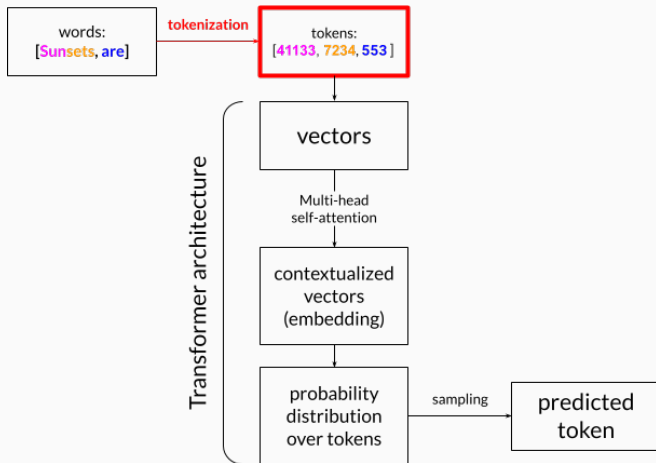 words:
[Sunsets, are]
tokenization
tokens:
[41133, 7234, 553 ]
vectors
Multi-head
self-attention
Transformer architecture
contextualized
vectors
(embedding)
probability
distribution
over tokens
sampling
predicted
token